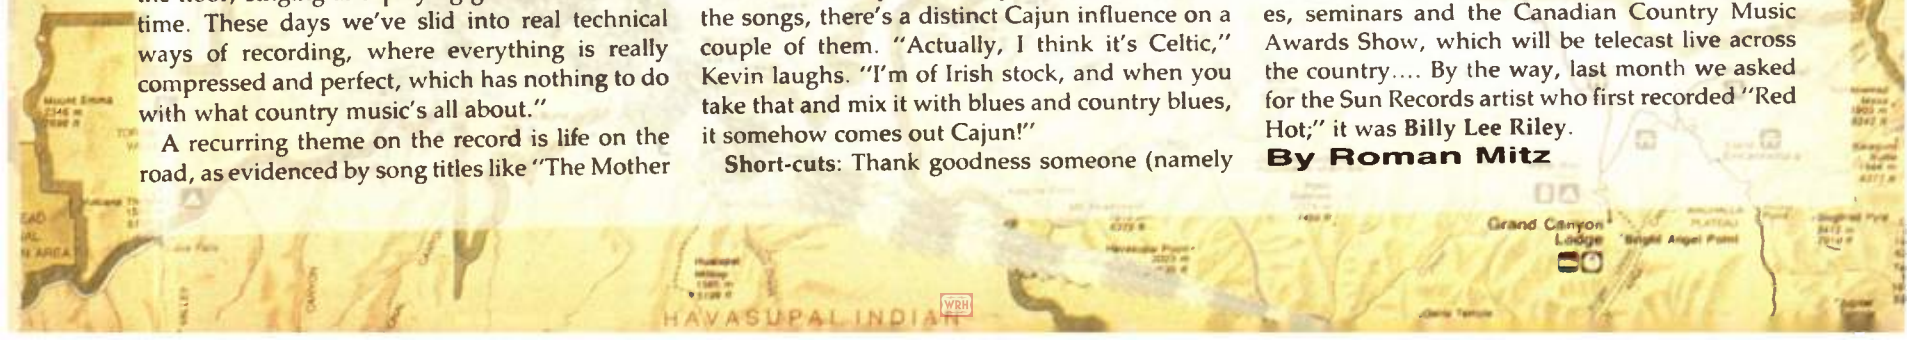 time. These days we've slid into real technical
ways of recording, where everything is really
compressed and perfect, which has nothing to do
with what country music's all about."
A recurring theme on the record is life on the
road, as evidenced by song titles like "The Mother
the songs, there's a distinct Cajun influence on a
couple of them. "Actually, I think it's Celtic,"
Kevin laughs. "I'm of Irish stock, and when you
take that and mix it with blues and country blues,
it somehow comes out Cajun!"
Short-cuts: Thank goodness someone (namely
es, seminars and the Canadian Country Music
Awards Show, which will be telecast live across
the country.... By the way, last month we asked
for the Sun Records artist who first recorded "Red
Hot;" it was Billy Lee Riley.
By Roman Mitz
Mount Emma
Grand Canyon
Lodge
Bright Angel Point
Havasupai Point
VALLEY
CANYON
WRH
HAVASUPAI INDIAN